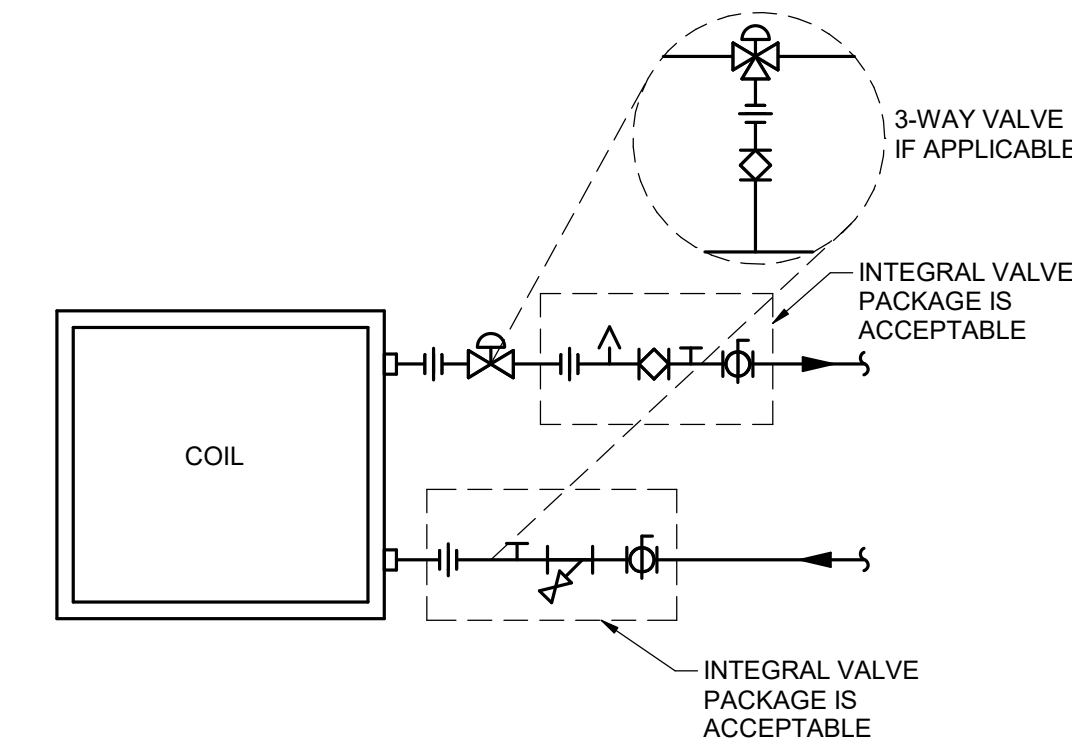 3-WAY VALVE
IF APPLICABLE
INTEGRAL VALVE
PACKAGE IS
ACCEPTABLE
COIL
INTEGRAL VALVE
PACKAGE IS
ACCEPTABLE